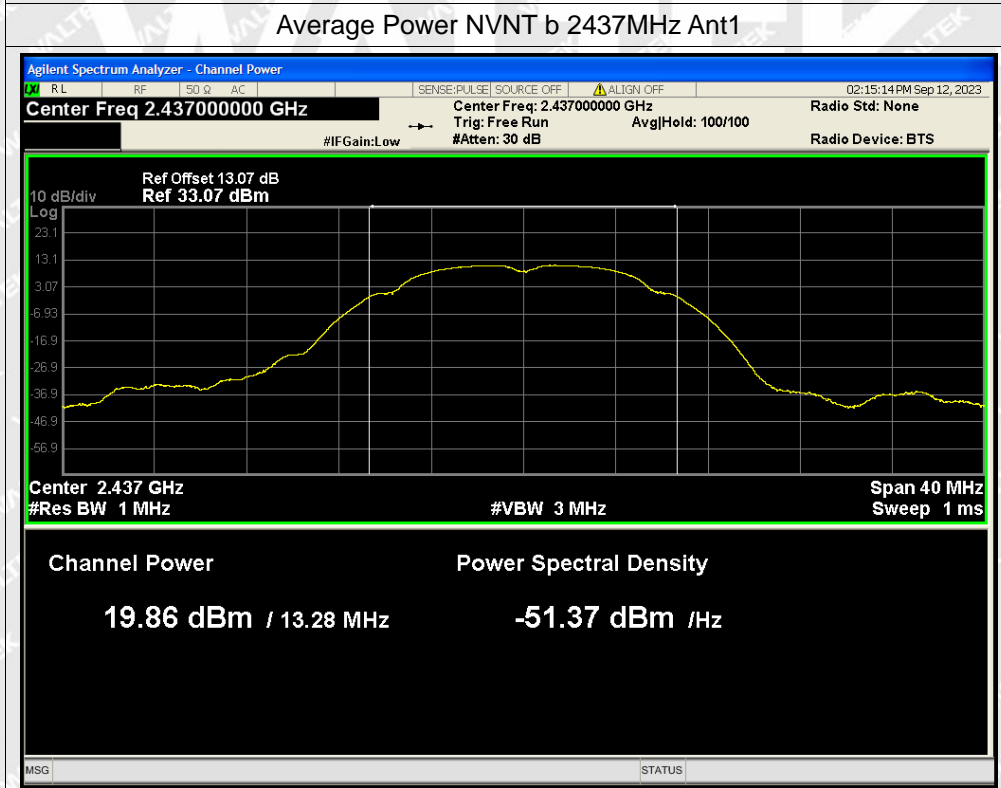 Average Power NVNT b 2437MHz Ant1
Agilent Spectrum Analyzer - Channel Power
LXI RL RF 50 Ω AC SENSE:PULSE SOURCE OFF ALIGN OFF 02:15:14 PM Sep 12, 2023
Center Freq 2.437000000 GHz Center Freq: 2.437000000 GHz Radio Std: None
Trig: Free Run Avg|Hold: 100/100
#IFGain:Low #Atten: 30 dB Radio Device: BTS
Ref Offset 13.07 dB
10 dB/div Ref 33.07 dBm
Log
23.1
13.1
3.07
-6.93
-16.9
-26.9
-36.9
-46.9
-56.9
Center 2.437 GHz Span 40 MHz
#Res BW 1 MHz #VBW 3 MHz Sweep 1 ms
Channel Power Power Spectral Density
19.86 dBm / 13.28 MHz -51.37 dBm /Hz
MSG STATUS